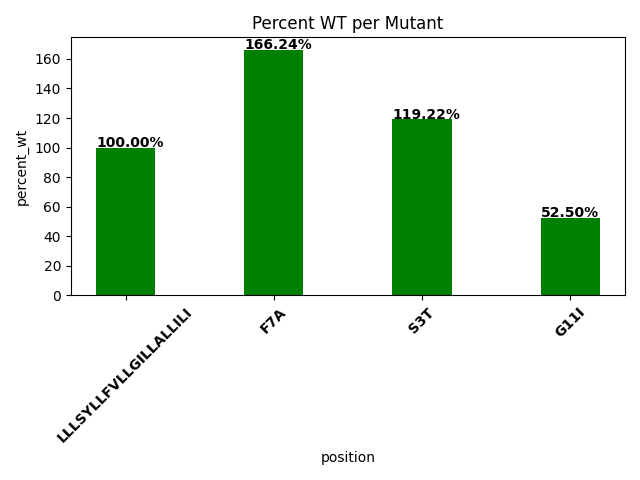 Percent WT per Mutant
percent_wt
160
140
120
100
80
60
40
20
0
100.00%
166.24%
119.22%
52.50%
LLLSYLLFVLLGILLALLILI
F7A
S3T
G11I
position